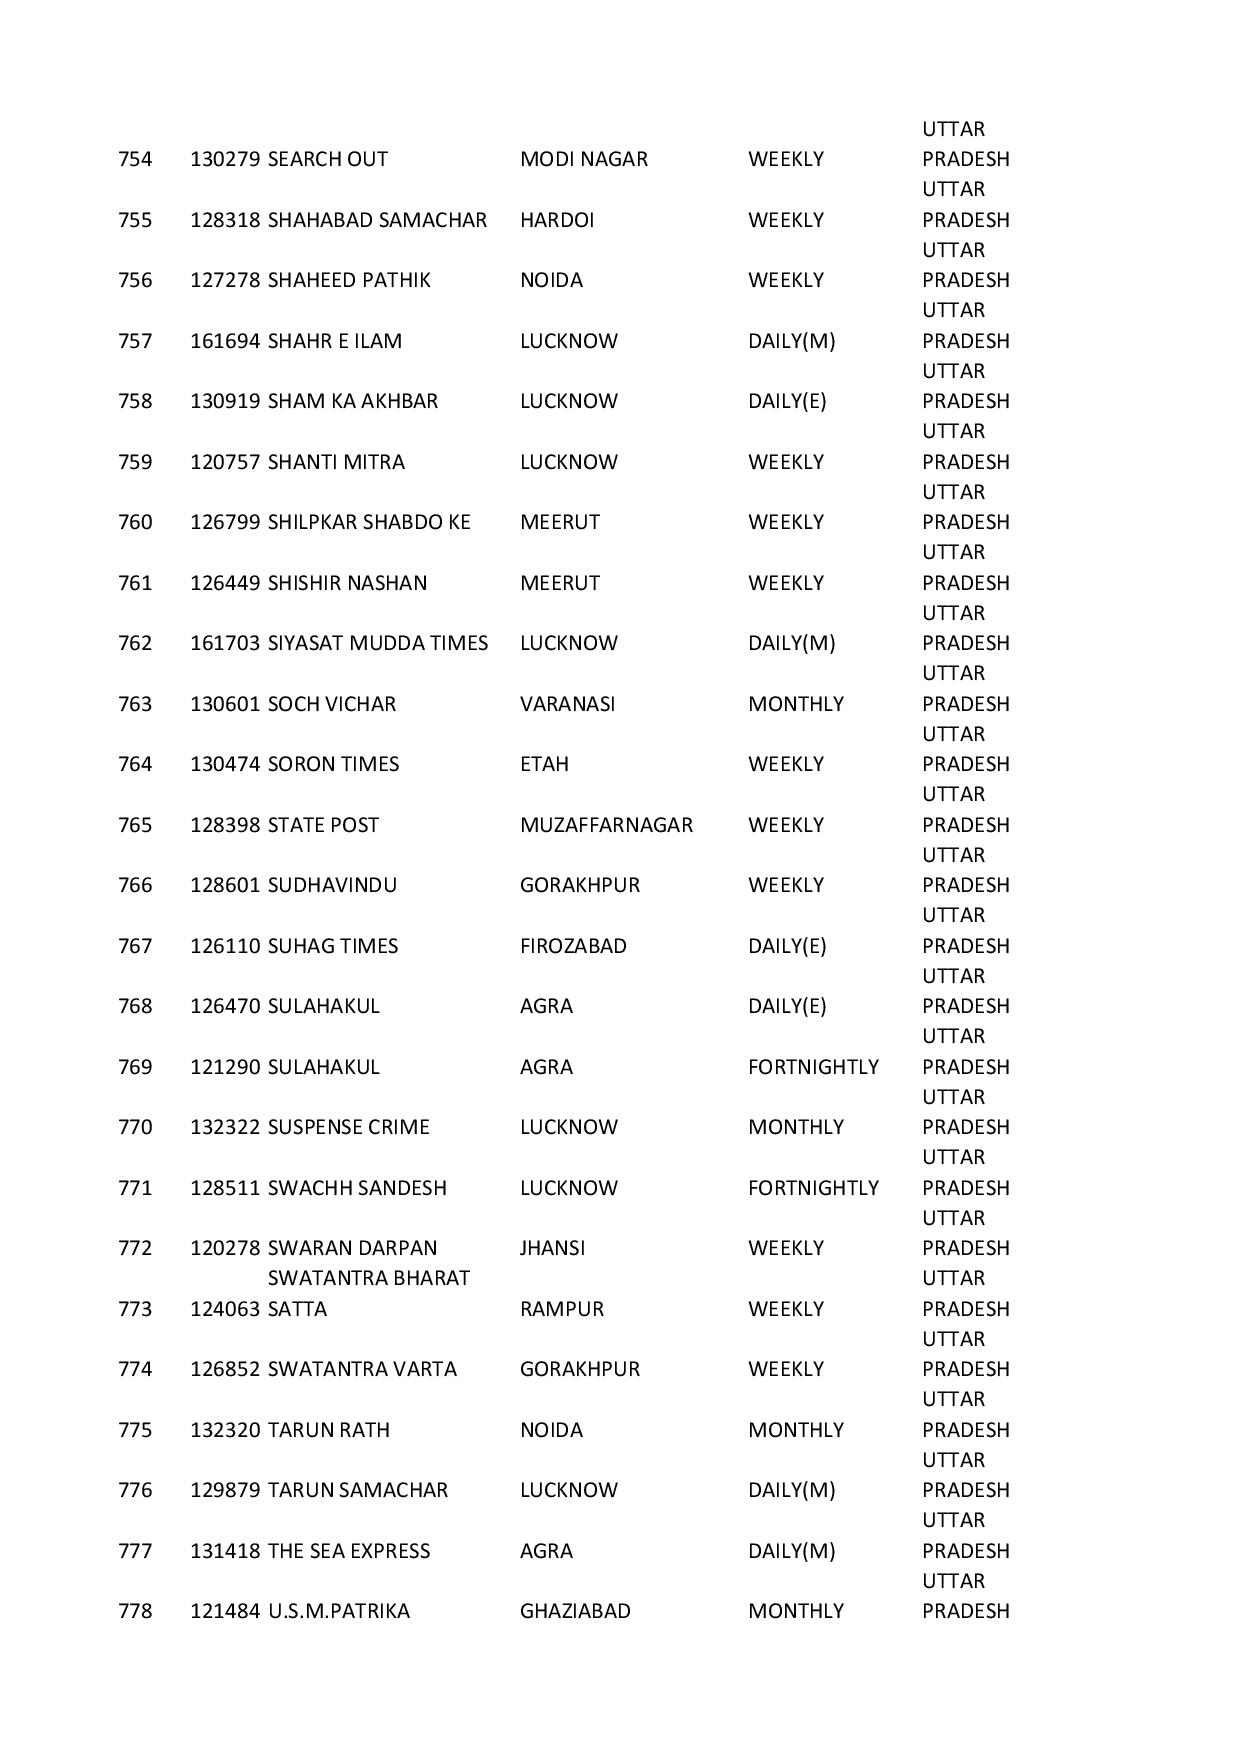 UTTAR
754 130279 SEARCH OUT MODI NAGAR WEEKLY PRADESH
UTTAR
755 128318 SHAHABAD SAMACHAR HARDOI WEEKLY PRADESH
UTTAR
756 127278 SHAHEED PATHIK NOIDA WEEKLY PRADESH
UTTAR
757 161694 SHAHR E ILAM LUCKNOW DAILY(M) PRADESH
UTTAR
758 130919 SHAM KA AKHBAR LUCKNOW DAILY(E) PRADESH
UTTAR
759 120757 SHANTI MITRA LUCKNOW WEEKLY PRADESH
UTTAR
760 126799 SHILPKAR SHABDO KE MEERUT WEEKLY PRADESH
UTTAR
761 126449 SHISHIR NASHAN MEERUT WEEKLY PRADESH
UTTAR
762 161703 SIYASAT MUDDA TIMES LUCKNOW DAILY(M) PRADESH
UTTAR
763 130601 SOCH VICHAR VARANASI MONTHLY PRADESH
UTTAR
764 130474 SORON TIMES ETAH WEEKLY PRADESH
UTTAR
765 128398 STATE POST MUZAFFARNAGAR WEEKLY PRADESH
UTTAR
766 128601 SUDHAVINDU GORAKHPUR WEEKLY PRADESH
UTTAR
767 126110 SUHAG TIMES FIROZABAD DAILY(E) PRADESH
UTTAR
768 126470 SULAHAKUL AGRA DAILY(E) PRADESH
UTTAR
769 121290 SULAHAKUL AGRA FORTNIGHTLY PRADESH
UTTAR
770 132322 SUSPENSE CRIME LUCKNOW MONTHLY PRADESH
UTTAR
771 128511 SWACHH SANDESH LUCKNOW FORTNIGHTLY PRADESH
UTTAR
772 120278 SWARAN DARPAN JHANSI WEEKLY PRADESH
SWATANTRA BHARAT UTTAR
773 124063 SATTA RAMPUR WEEKLY PRADESH
UTTAR
774 126852 SWATANTRA VARTA GORAKHPUR WEEKLY PRADESH
UTTAR
775 132320 TARUN RATH NOIDA MONTHLY PRADESH
UTTAR
776 129879 TARUN SAMACHAR LUCKNOW DAILY(M) PRADESH
UTTAR
777 131418 THE SEA EXPRESS AGRA DAILY(M) PRADESH
UTTAR
778 121484 U.S.M.PATRIKA GHAZIABAD MONTHLY PRADESH